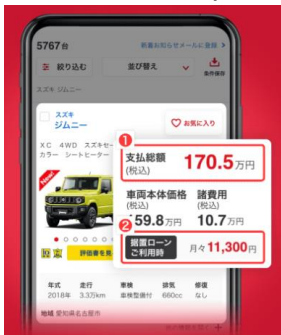 5767台
新着お知らせメールに登録 >
絞り込む
並び替え
条件保存
スズキ ジムニー
スズキ
ジムニー
お気に入り
XC 4WD スズキセー
カラー シートヒーター
New
1
支払総額
(税込)
170.5万円
車両本体価格
(税込)
諸費用
(税込)
59.8万円
10.7万円
2
据置ローン
ご利用時
月々11,300円
評価書を見
年式
走行
車検
排気
修復
2018年
3.3万km
車検整備付
660cc
なし
地域 愛知県名古屋市